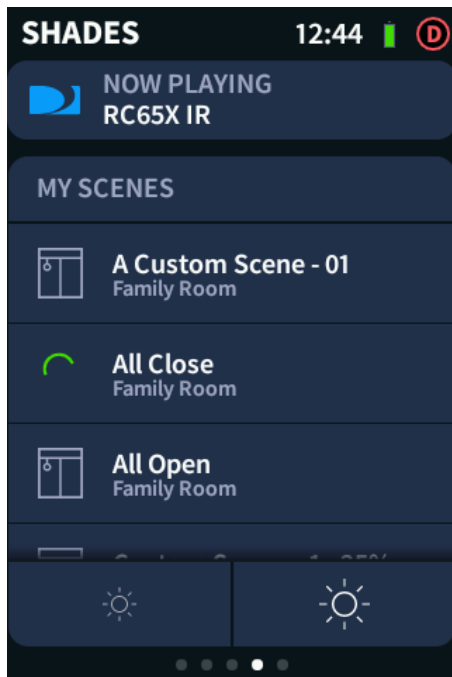 SHADES 12:44 D
NOW PLAYING
RC65X IR
MY SCENES
A Custom Scene - 01
Family Room
All Close
Family Room
All Open
Family Room